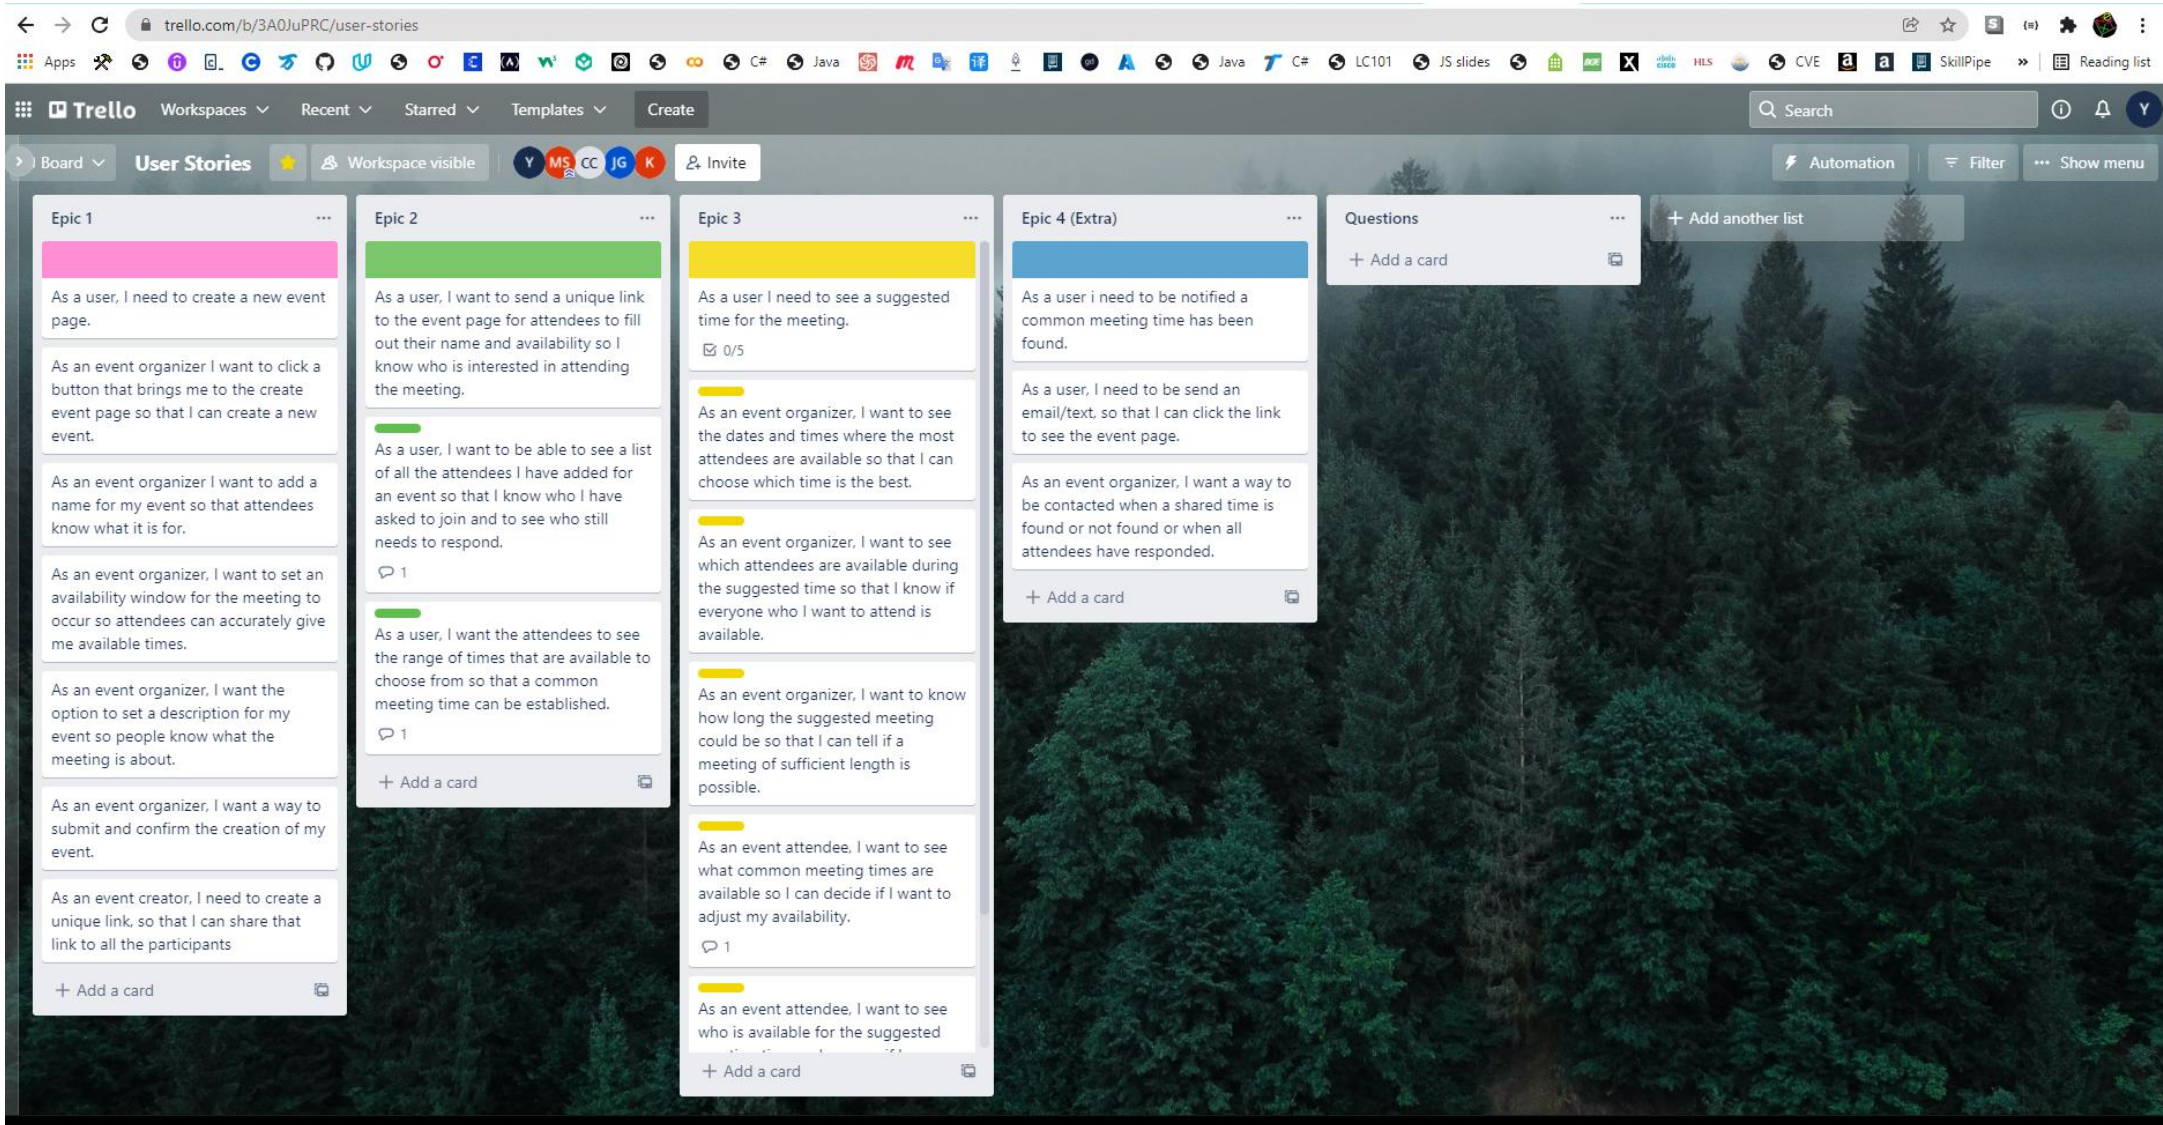 trello.com/b/3A0JuPRC/user-stories
Apps C# Java Java C# LC101 JS slides HLS CVE SkillPipe » Reading list
Trello Workspaces Recent Starred Templates Create Search Y
Board User Stories Workspace visible Y MS CC JG K Invite Automation Filter Show menu
Epic 1
As a user, I need to create a new event
page.
As an event organizer I want to click a
button that brings me to the create
event page so that I can create a new
event.
As an event organizer I want to add a
name for my event so that attendees
know what it is for.
As an event organizer, I want to set an
availability window for the meeting to
occur so attendees can accurately give
me available times.
As an event organizer, I want the
option to set a description for my
event so people know what the
meeting is about.
As an event organizer, I want a way to
submit and confirm the creation of my
event.
As an event creator, I need to create a
unique link, so that I can share that
link to all the participants
+ Add a card
Epic 2
As a user, I want to send a unique link
to the event page for attendees to fill
out their name and availability so I
know who is interested in attending
the meeting.
As a user, I want to be able to see a list
of all the attendees I have added for
an event so that I know who I have
asked to join and to see who still
needs to respond.
1
As a user, I want the attendees to see
the range of times that are available to
choose from so that a common
meeting time can be established.
1
+ Add a card
Epic 3
As a user I need to see a suggested
time for the meeting.
0/5
As an event organizer, I want to see
the dates and times where the most
attendees are available so that I can
choose which time is the best.
As an event organizer, I want to see
which attendees are available during
the suggested time so that I know if
everyone who I want to attend is
available.
As an event organizer, I want to know
how long the suggested meeting
could be so that I can tell if a
meeting of sufficient length is
possible.
As an event attendee, I want to see
what common meeting times are
available so I can decide if I want to
adjust my availability.
1
As an event attendee, I want to see
who is available for the suggested
+ Add a card
Epic 4 (Extra)
As a user i need to be notified a
common meeting time has been
found.
As a user, I need to be send an
email/text, so that I can click the link
to see the event page.
As an event organizer, I want a way to
be contacted when a shared time is
found or not found or when all
attendees have responded.
+ Add a card
Questions
+ Add a card
+ Add another list